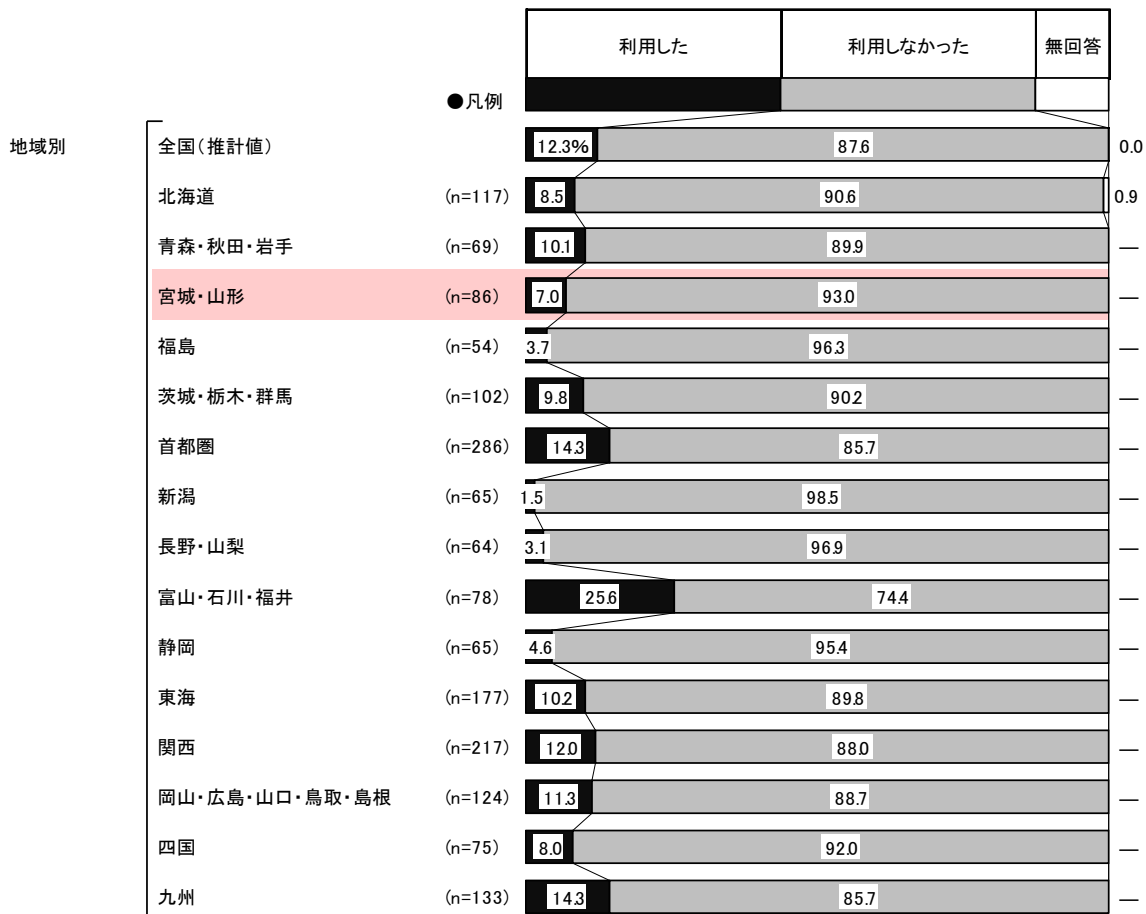 利用した 利用しなかった 無回答
●凡例
地域別 全国（推計値） 12.3% 87.6 0.0
北海道 (n=117) 8.5 90.6 0.9
青森・秋田・岩手 (n=69) 10.1 89.9 —
宮城・山形 (n=86) 7.0 93.0 —
福島 (n=54) 3.7 96.3 —
茨城・栃木・群馬 (n=102) 9.8 90.2 —
首都圏 (n=286) 14.3 85.7 —
新潟 (n=65) 1.5 98.5 —
長野・山梨 (n=64) 3.1 96.9 —
富山・石川・福井 (n=78) 25.6 74.4 —
静岡 (n=65) 4.6 95.4 —
東海 (n=177) 10.2 89.8 —
関西 (n=217) 12.0 88.0 —
岡山・広島・山口・鳥取・島根 (n=124) 11.3 88.7 —
四国 (n=75) 8.0 92.0 —
九州 (n=133) 14.3 85.7 —